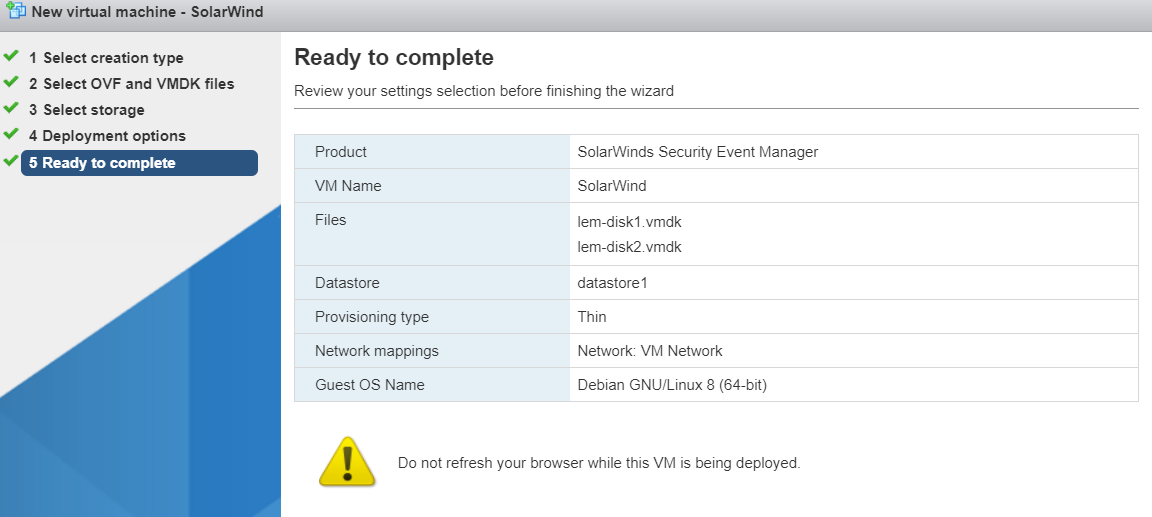 New virtual machine - SolarWind
1 Select creation type
2 Select OVF and VMDK files
3 Select storage
4 Deployment options
5 Ready to complete
Ready to complete
Review your settings selection before finishing the wizard
Product SolarWinds Security Event Manager
VM Name SolarWind
Files lem-disk1.vmdk
lem-disk2.vmdk
Datastore datastore1
Provisioning type Thin
Network mappings Network: VM Network
Guest OS Name Debian GNU/Linux 8 (64-bit)
Do not refresh your browser while this VM is being deployed.